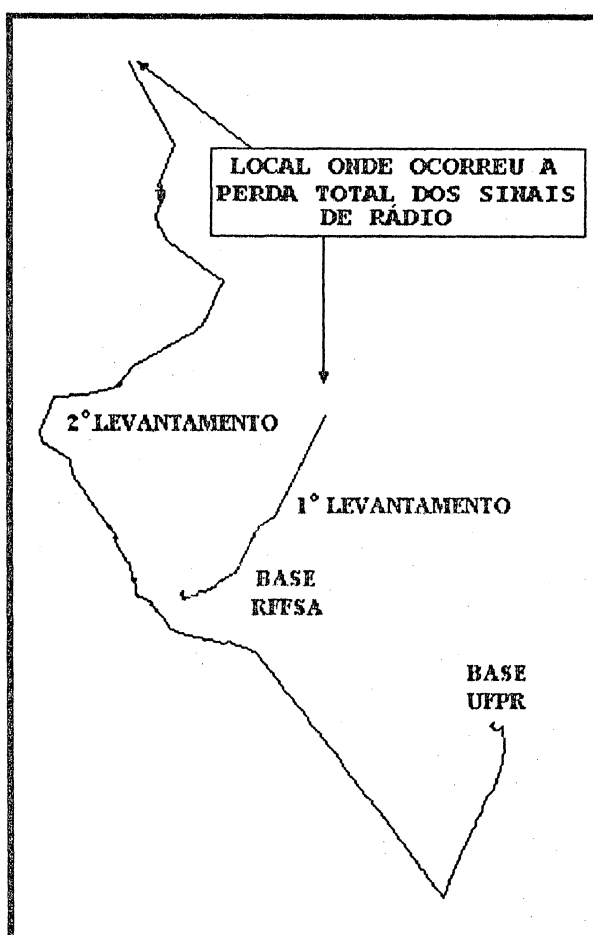 LOCAL ONDE OCORREU A
PERDA TOTAL DOS SINAIS
DE RÁDIO
2° LEVANTAMENTO
1° LEVANTAMENTO
BASE
RFFSA
BASE
UFPR